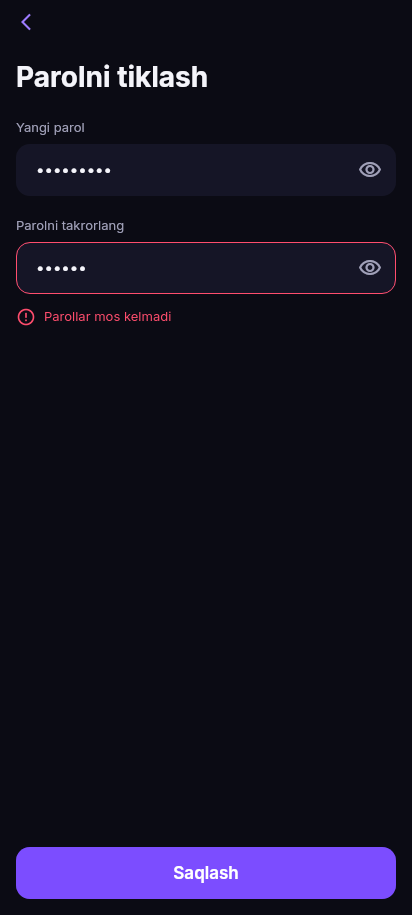 Parolni tiklash
Yangi parol
•••••••••
Parolni takrorlang
••••••
Parollar mos kelmadi
Saqlash